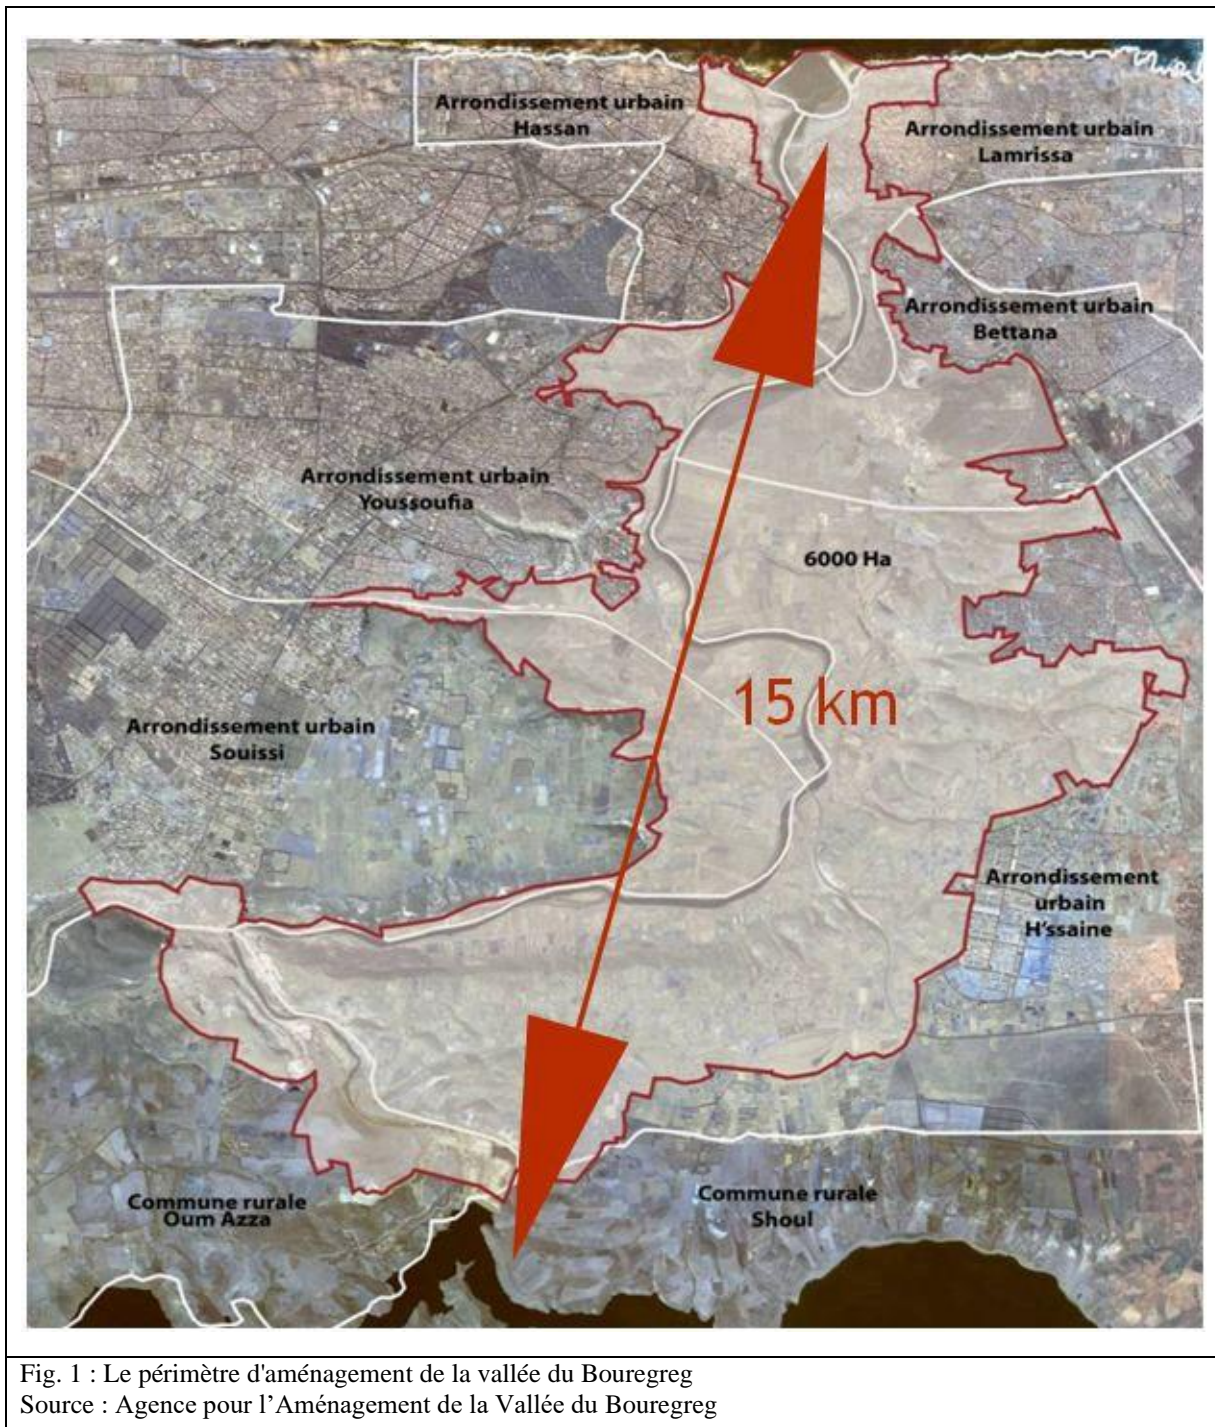 Arrondissement urbain
Hassan
Arrondissement urbain
Lamrissa
Arrondissement urbain
Bettana
Arrondissement urbain
Youssoufia
6000 Ha
15 km
Arrondissement urbain
Souissi
Arrondissement
urbain
H'ssaine
Commune rurale
Oum Azza
Commune rurale
Shoul
Fig. 1 : Le périmètre d'aménagement de la vallée du Bouregreg
Source : Agence pour l’Aménagement de la Vallée du Bouregreg